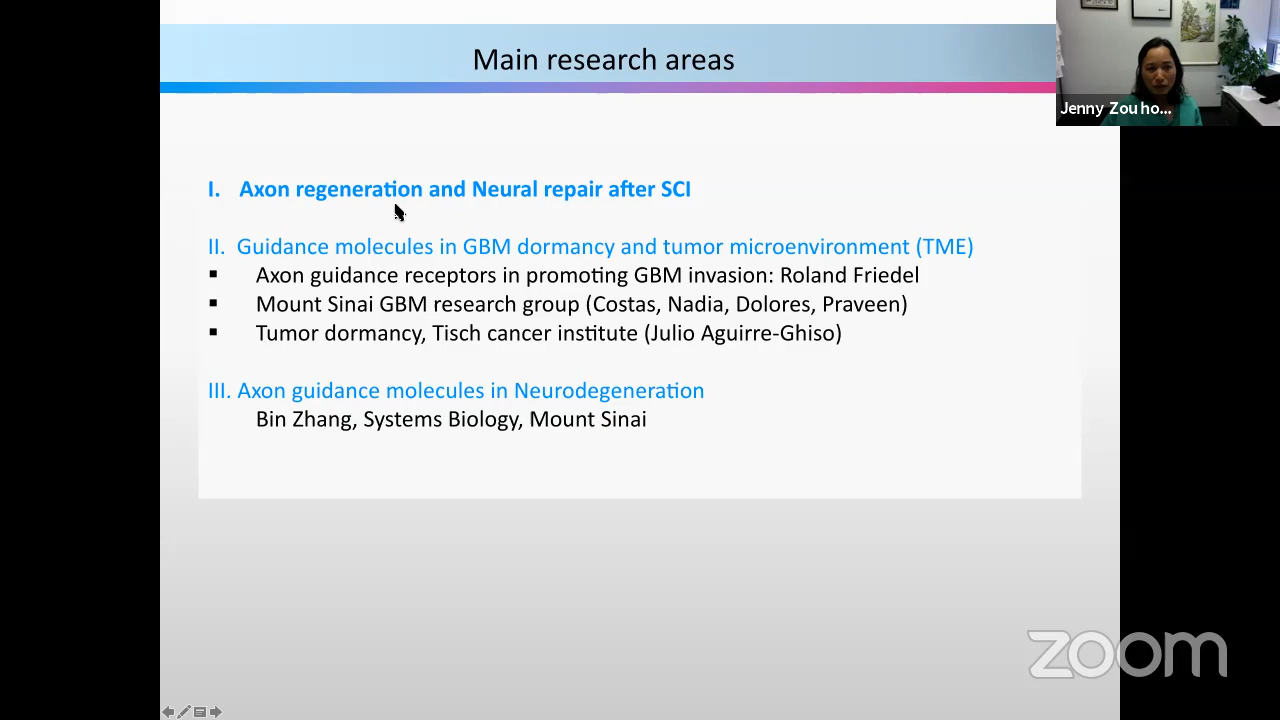 Main research areas
Jenny Zou ho...
I. Axon regeneration and Neural repair after SCI
II. Guidance molecules in GBM dormancy and tumor microenvironment (TME)
▪ Axon guidance receptors in promoting GBM invasion: Roland Friedel
▪ Mount Sinai GBM research group (Costas, Nadia, Dolores, Praveen)
▪ Tumor dormancy, Tisch cancer institute (Julio Aguirre-Ghiso)
III. Axon guidance molecules in Neurodegeneration
Bin Zhang, Systems Biology, Mount Sinai
zoom